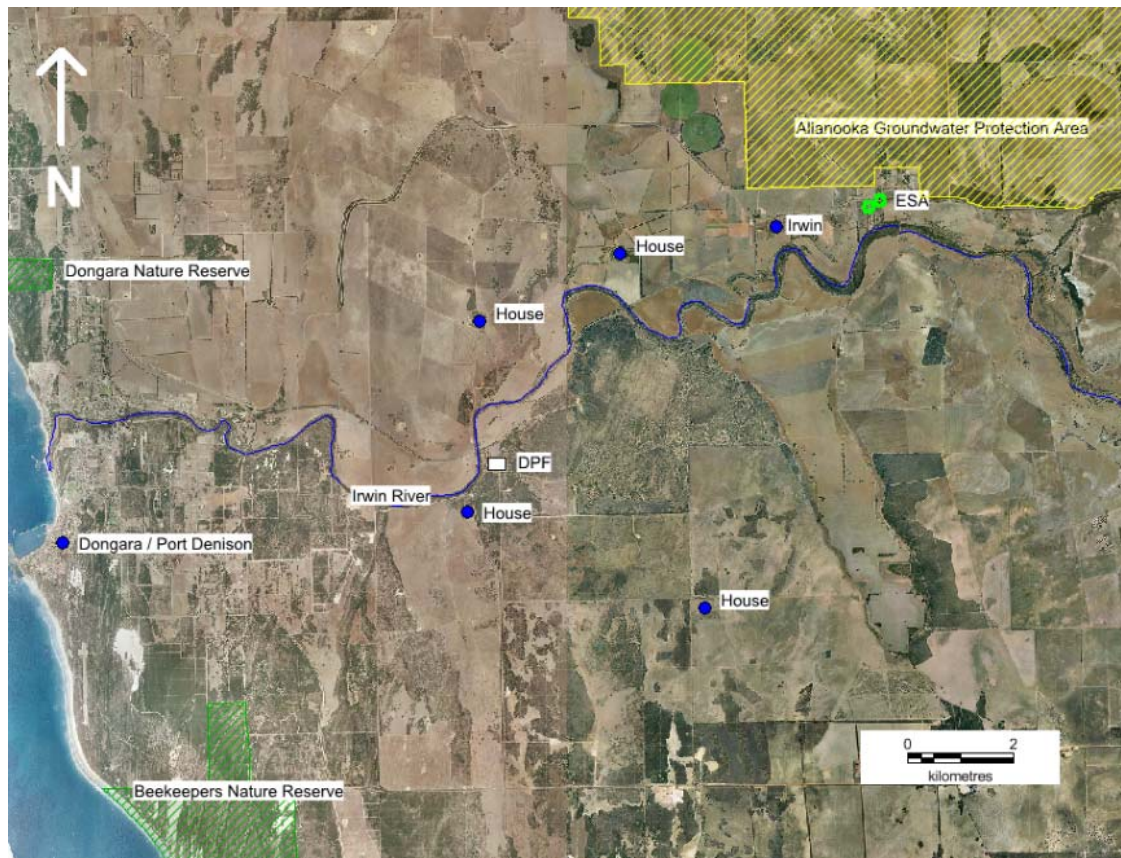 N
Allanooka Groundwater Protection Area
ESA
Irwin
House
Dongara Nature Reserve
House
DPF
Irwin River
House
Dongara / Port Denison
House
0 2
kilometres
Beekeepers Nature Reserve